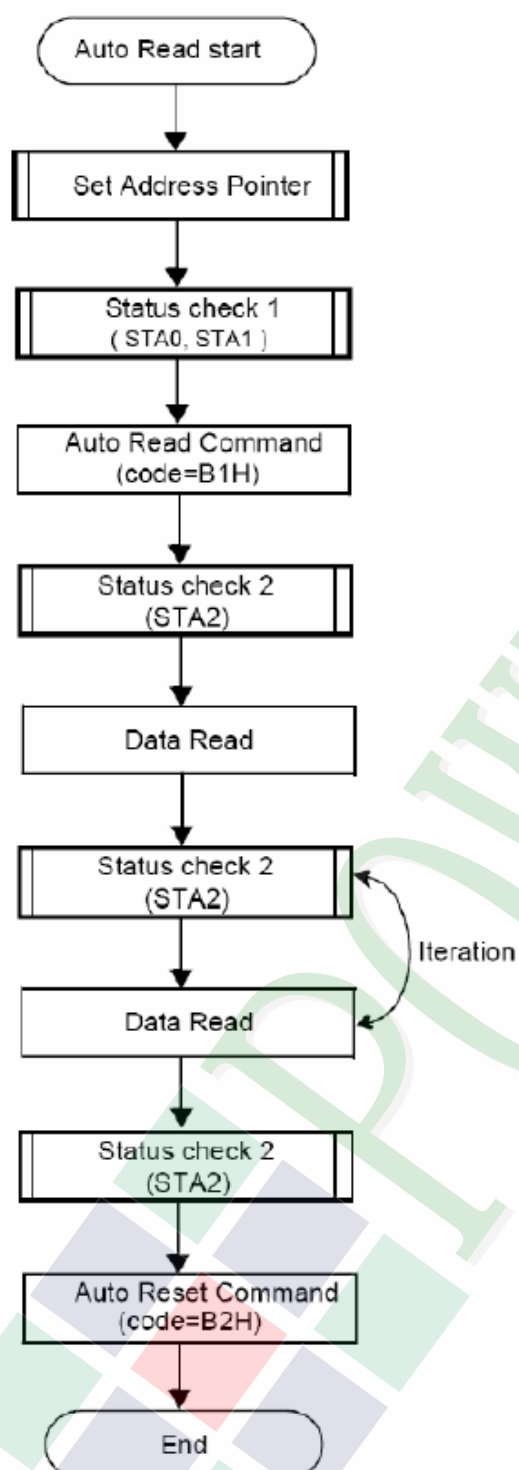 Auto Read start
Set Address Pointer
Status check 1
( STA0, STA1 )
Auto Read Command
(code=B1H)
Status check 2
(STA2)
Data Read
Status check 2
(STA2)
Iteration
Data Read
Status check 2
(STA2)
Auto Reset Command
(code=B2H)
End